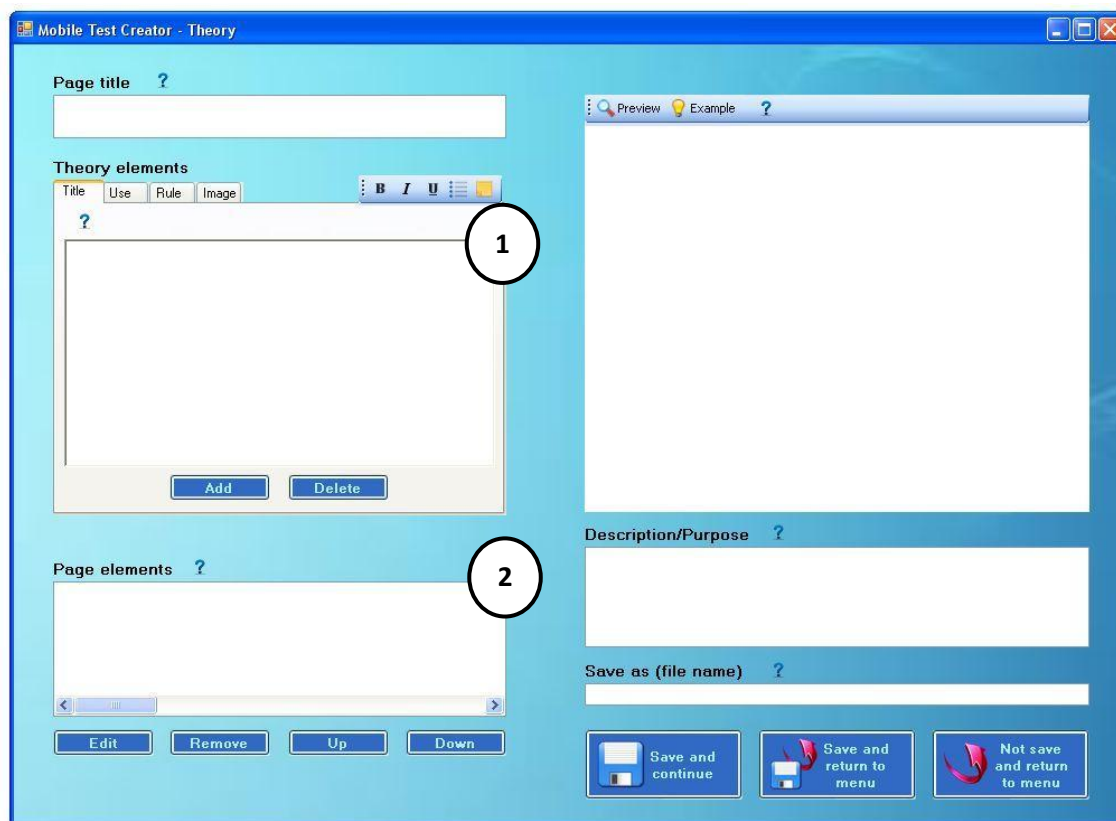 Mobile Test Creator - Theory
Page title ?
Theory elements
Title Use Rule Image B I U
?
1
Add Delete
Page elements ?
2
Edit Remove Up Down
Preview Example ?
Description/Purpose ?
Save as (file name) ?
Save and
continue
Save and
return to
menu
Not save
and return
to menu